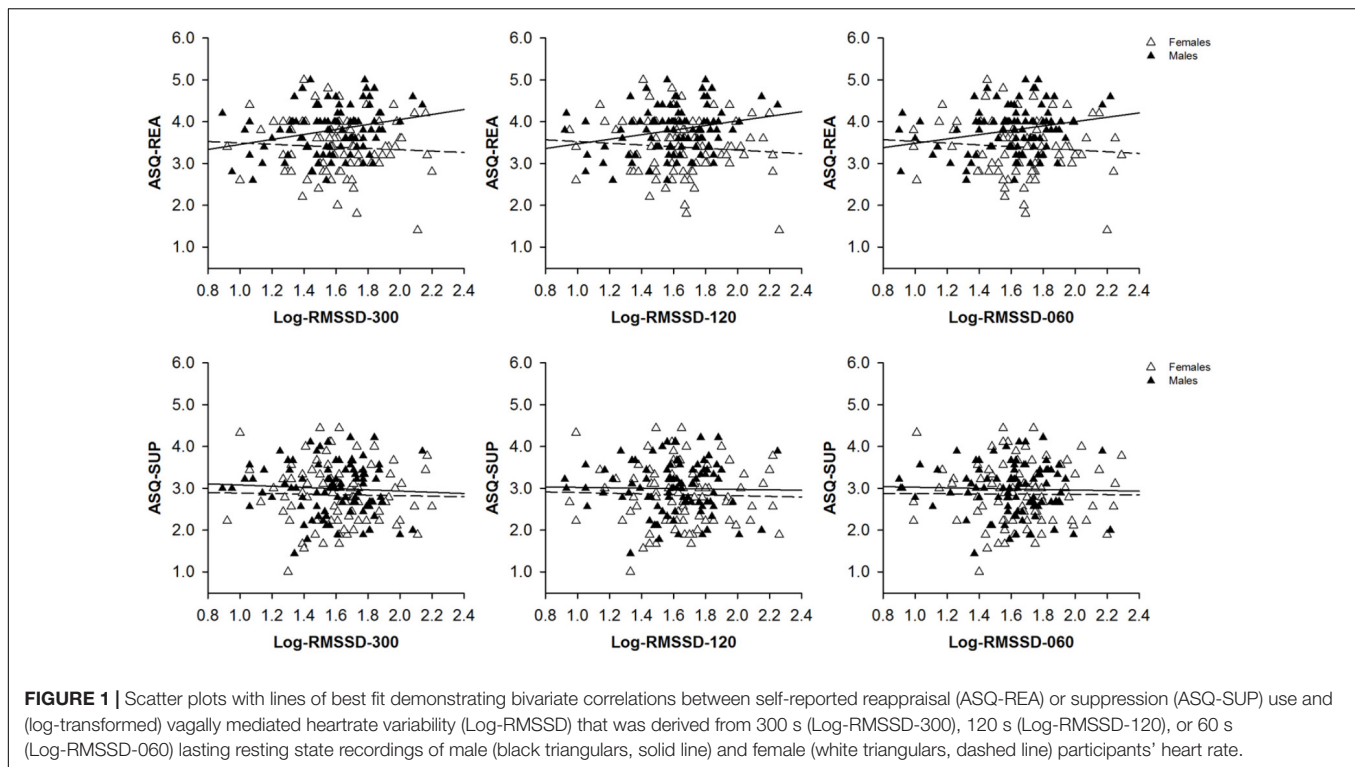 6.0 6.0 6.0 Females
Males
5.0 5.0 5.0
4.0 4.0 4.0
ASQ-REA ASQ-REA ASQ-REA
3.0 3.0 3.0
2.0 2.0 2.0
1.0 1.0 1.0
0.8 1.0 1.2 1.4 1.6 1.8 2.0 2.2 2.4 0.8 1.0 1.2 1.4 1.6 1.8 2.0 2.2 2.4 0.8 1.0 1.2 1.4 1.6 1.8 2.0 2.2 2.4
Log-RMSSD-300 Log-RMSSD-120 Log-RMSSD-060
6.0 6.0 6.0 Females
Males
5.0 5.0 5.0
4.0 4.0 4.0
ASQ-SUP ASQ-SUP ASQ-SUP
3.0 3.0 3.0
2.0 2.0 2.0
1.0 1.0 1.0
0.8 1.0 1.2 1.4 1.6 1.8 2.0 2.2 2.4 0.8 1.0 1.2 1.4 1.6 1.8 2.0 2.2 2.4 0.8 1.0 1.2 1.4 1.6 1.8 2.0 2.2 2.4
Log-RMSSD-300 Log-RMSSD-120 Log-RMSSD-060
FIGURE 1 | Scatter plots with lines of best fit demonstrating bivariate correlations between self-reported reappraisal (ASQ-REA) or suppression (ASQ-SUP) use and
(log-transformed) vagally mediated heartrate variability (Log-RMSSD) that was derived from 300 s (Log-RMSSD-300), 120 s (Log-RMSSD-120), or 60 s
(Log-RMSSD-060) lasting resting state recordings of male (black triangulars, solid line) and female (white triangulars, dashed line) participants' heart rate.